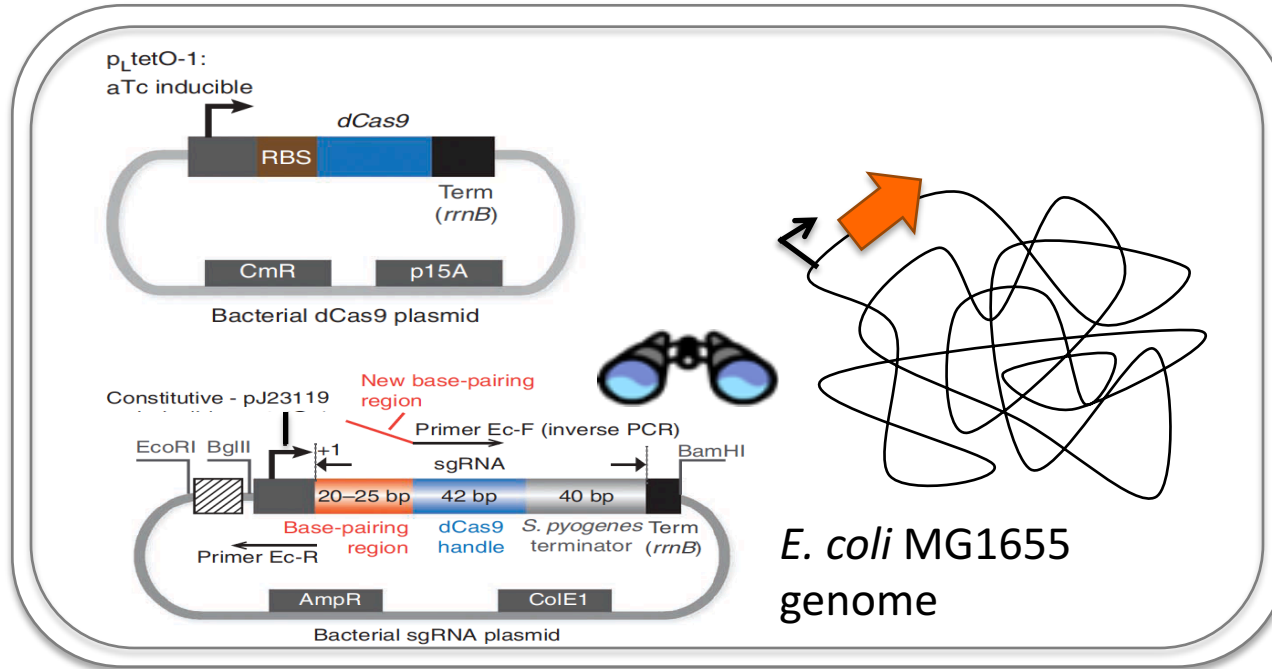 pLtetO-1:
aTc inducible
dCas9
RBS
Term
(rrnB)
CmR
p15A
Bacterial dCas9 plasmid
New base-pairing
region
Constitutive - pJ23119
Primer Ec-F (inverse PCR)
EcoRI
BglII
+1
sgRNA
BamHI
20–25 bp
42 bp
40 bp
Base-pairing
region
dCas9
handle
S. pyogenes
terminator
Term
(rrnB)
Primer Ec-R
AmpR
ColE1
Bacterial sgRNA plasmid
E. coli MG1655
genome